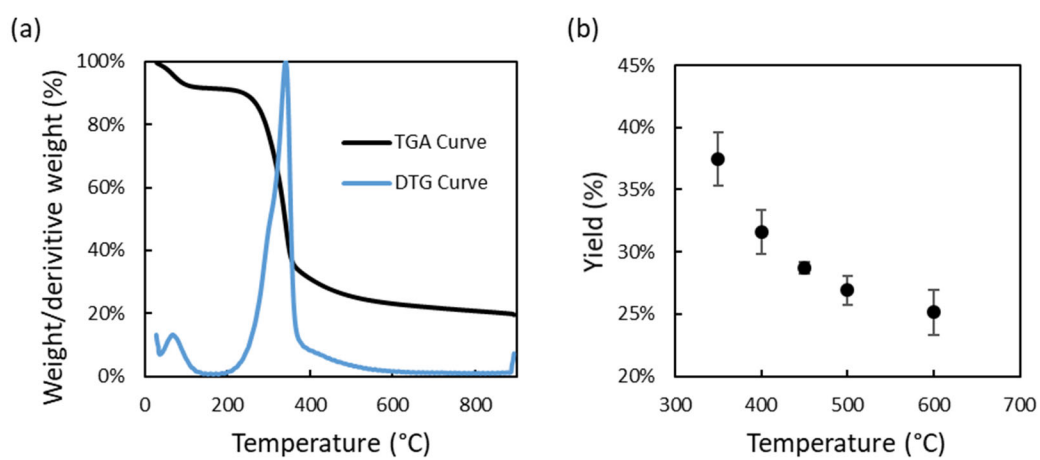 (a)
Weight/derivitive weight (%)
100%
80%
60%
40%
20%
0%
TGA Curve
DTG Curve
0 200 400 600 800
Temperature (°C)
(b)
Yield (%)
45%
40%
35%
30%
25%
20%
300 400 500 600 700
Temperature (°C)